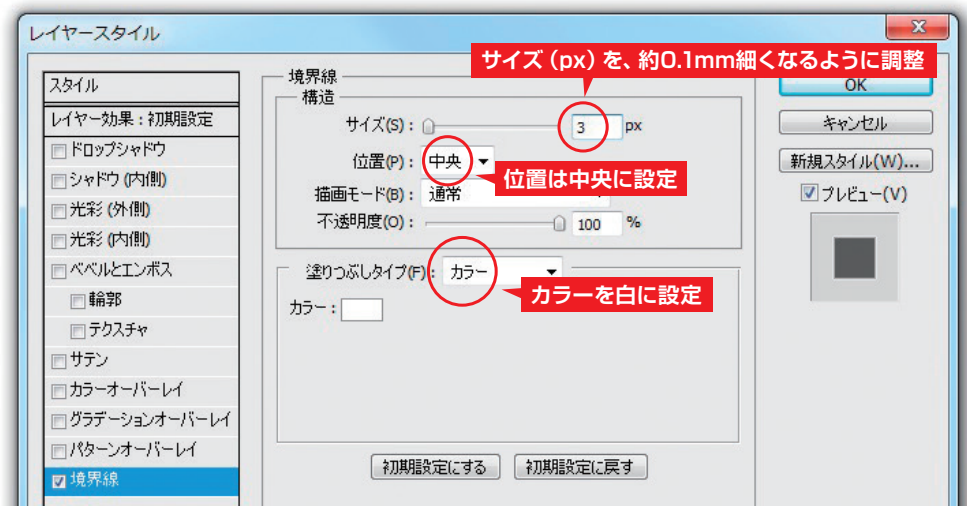 レイヤースタイル
サイズ（px）を、約0.1mm細くなるように調整
スタイル
レイヤー効果：初期設定
ドロップシャドウ
シャドウ (内側)
光彩 (外側)
光彩 (内側)
ベベルとエンボス
輪郭
テクスチャ
サテン
カラーオーバーレイ
グラデーションオーバーレイ
パターンオーバーレイ
境界線
境界線
構造
サイズ(S)： 3 px
位置(P)： 中央
位置は中央に設定
描画モード(B)： 通常
不透明度(O)： 100 %
塗りつぶしタイプ(F)： カラー
カラーを白に設定
カラー：
初期設定にする 初期設定に戻す
OK
キャンセル
新規スタイル(W)...
プレビュー(V)